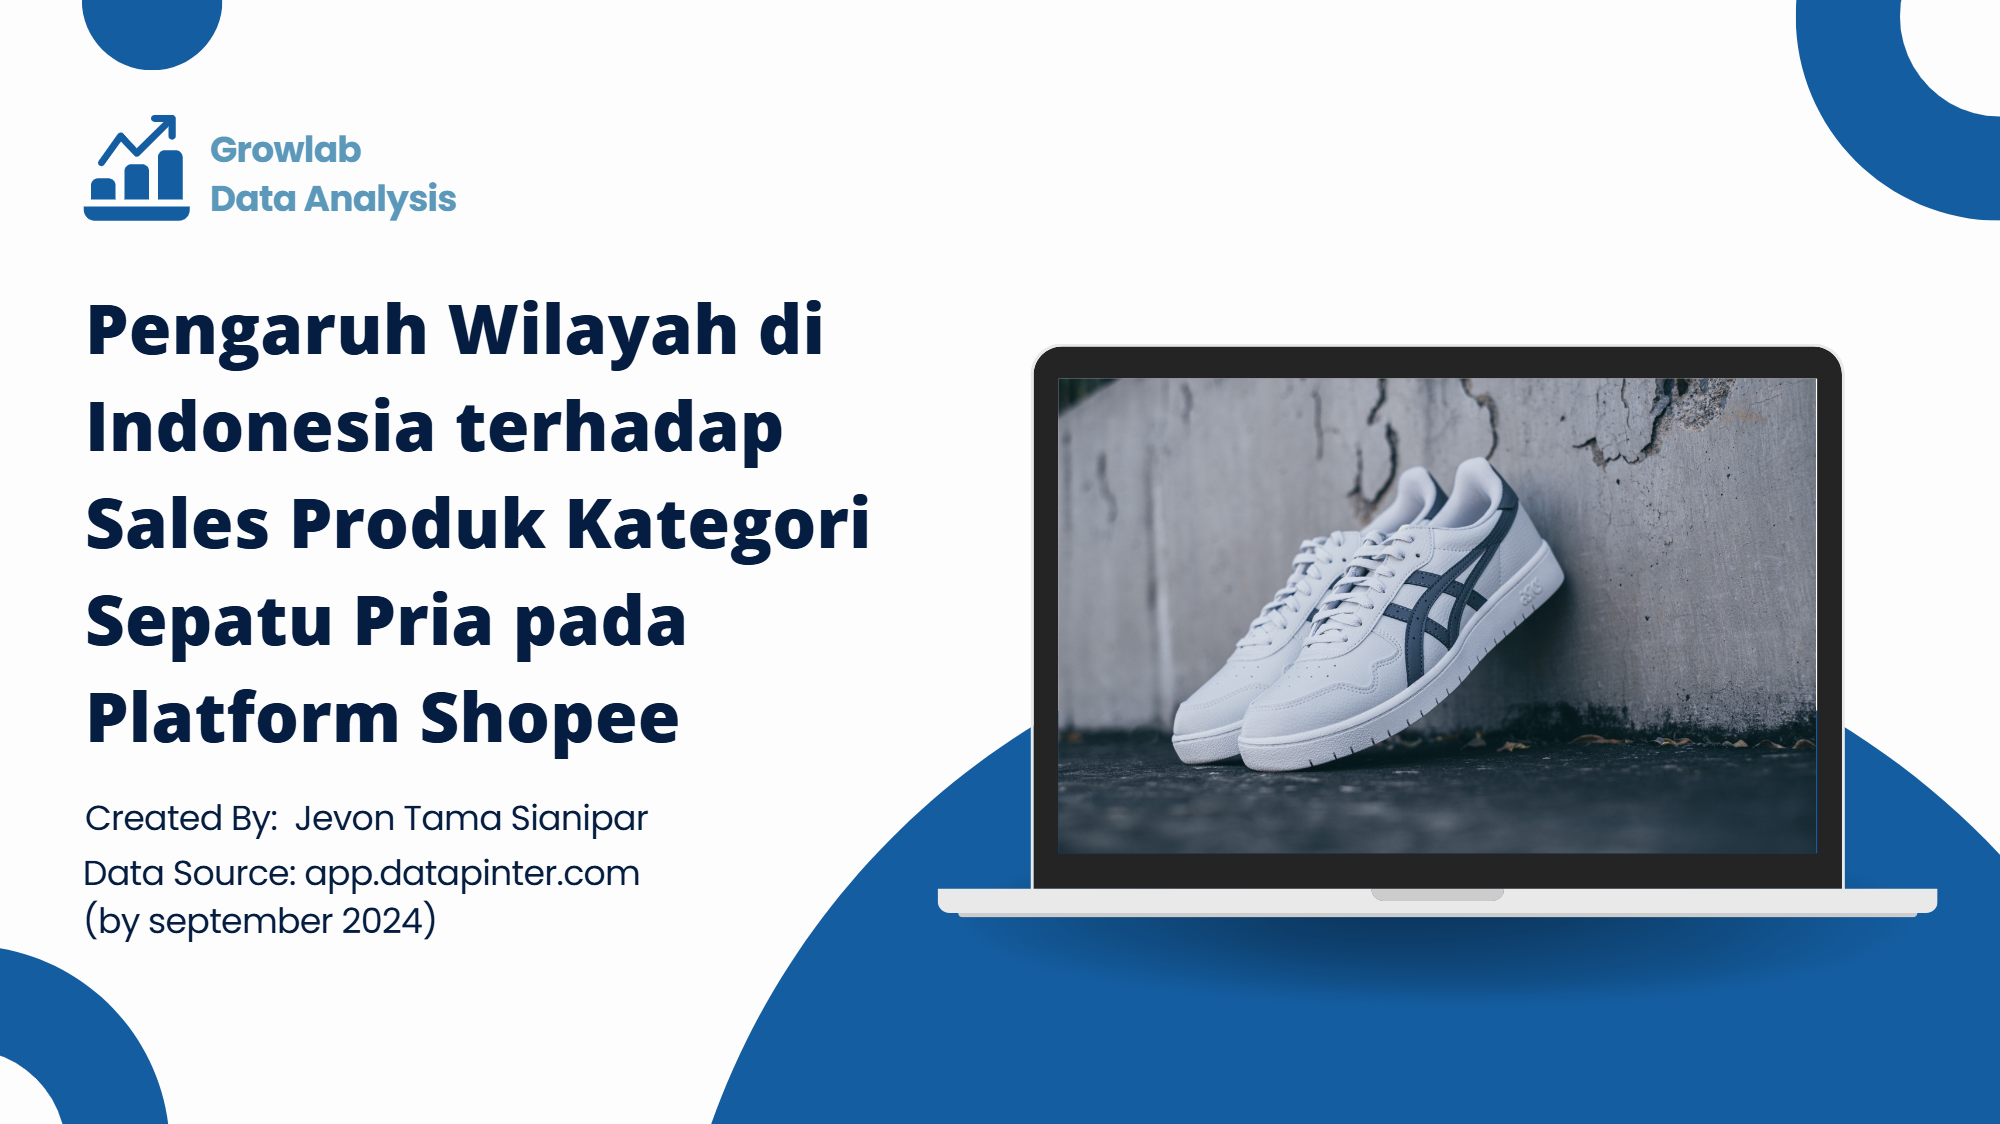 Growlab
Data Analysis
Pengaruh Wilayah di
Indonesia terhadap
Sales Produk Kategori
Sepatu Pria pada
Platform Shopee
Created By:  Jevon Tama Sianipar
Data Source: app.datapinter.com
(by september 2024)